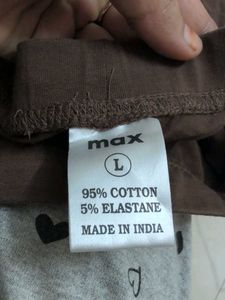 max
L
95% COTTON
5% ELASTANE
MADE IN INDIA